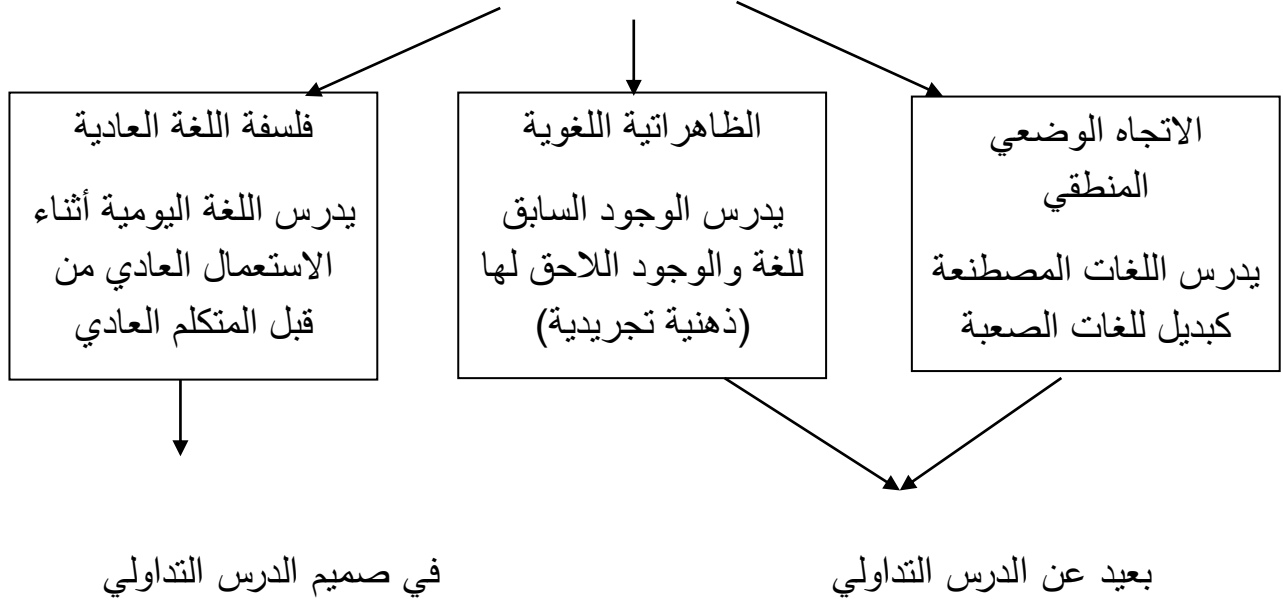 الاتجاه الوضعي
المنطقي
يدرس اللغات المصطنعة
كبديل للغات الصعبة
الظاهراتية اللغوية
يدرس الوجود السابق
للغة والوجود اللاحق لها
(ذهنية تجريدية)
فلسفة اللغة العادية
يدرس اللغة اليومية أثناء
الاستعمال العادي من
قبل المتكلم العادي
بعيد عن الدرس التداولي
في صميم الدرس التداولي